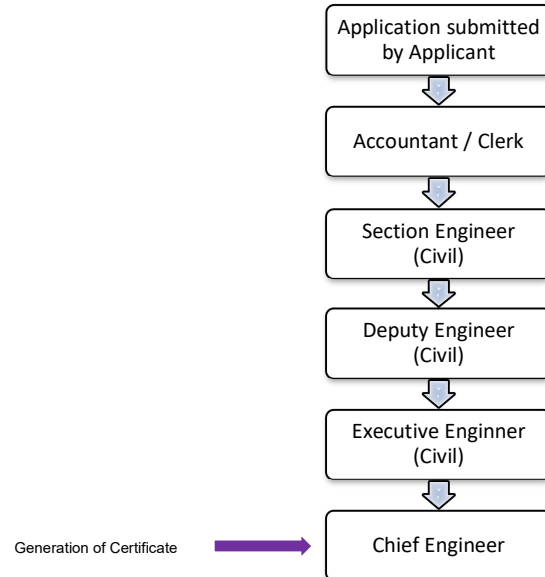 Application submitted
by Applicant
Accountant / Clerk
Section Engineer
(Civil)
Deputy Engineer
(Civil)
Executive Enginner
(Civil)
Generation of Certificate
Chief Engineer